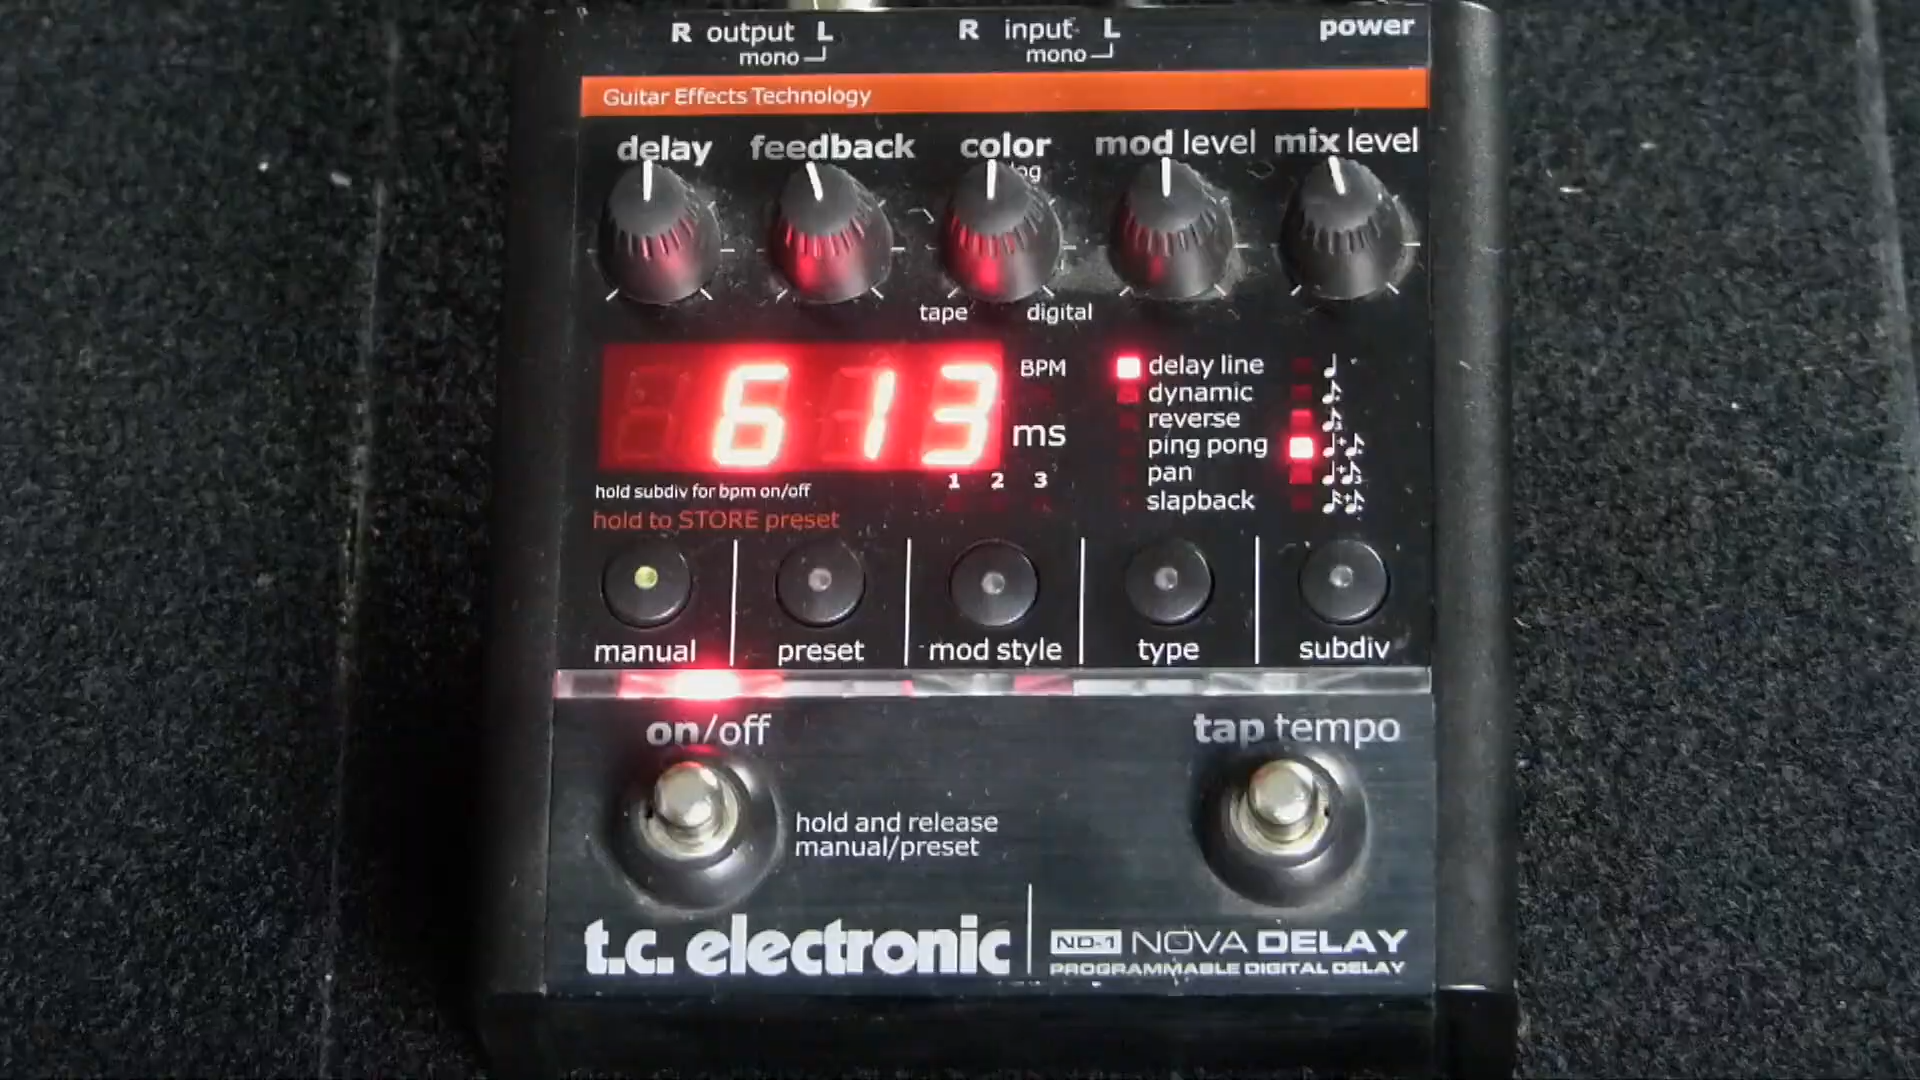 R output L
mono
R input L
mono
power
Guitar Effects Technology
delay
feedback
color
mod level
mix level
tape
digital
613
BPM
ms
1 2 3
hold subdiv for bpm on/off
hold to STORE preset
delay line
dynamic
reverse
ping pong
pan
slapback
manual
preset
mod style
type
subdiv
on/off
tap tempo
hold and release
manual/preset
t.c. electronic
ND-1 NOVA DELAY
PROGRAMMABLE DIGITAL DELAY